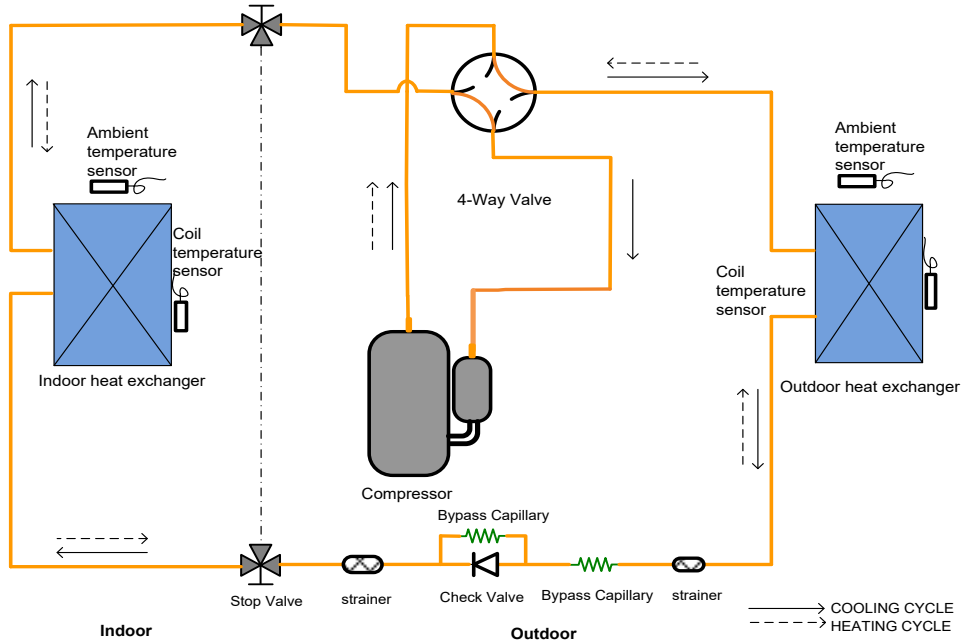 Ambient
temperature
sensor
Ambient
temperature
sensor
4-Way Valve
Coil
temperature
sensor
Coil
temperature
sensor
Indoor heat exchanger
Outdoor heat exchanger
Compressor
Bypass Capillary
Stop Valve
strainer
Check Valve
Bypass Capillary
strainer
COOLING CYCLE
HEATING CYCLE
Indoor
Outdoor